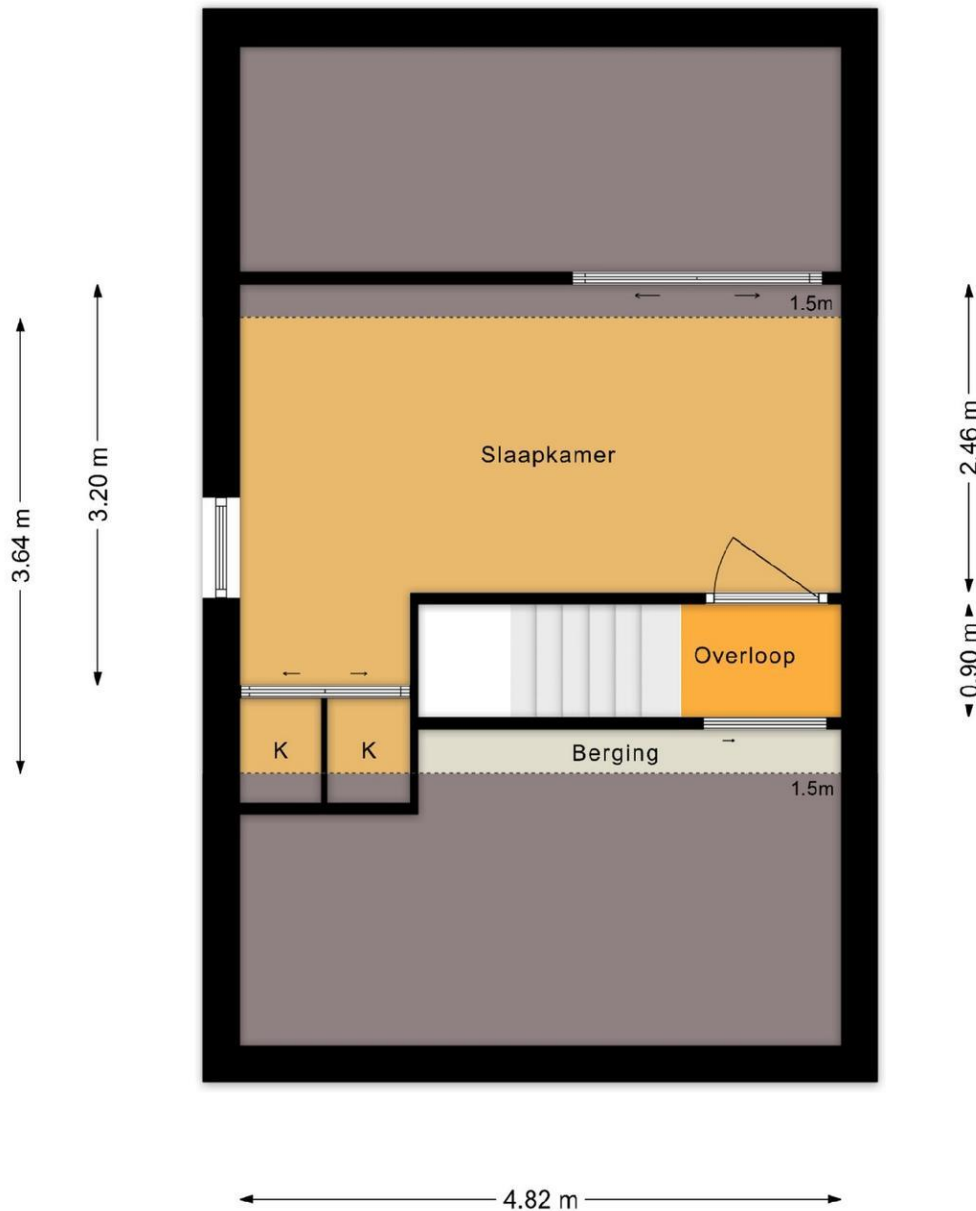 1.5m
Slaapkamer
3.64 m
3.20 m
2.46 m
Overloop
0.90 m
K
K
Berging
1.5m
4.82 m